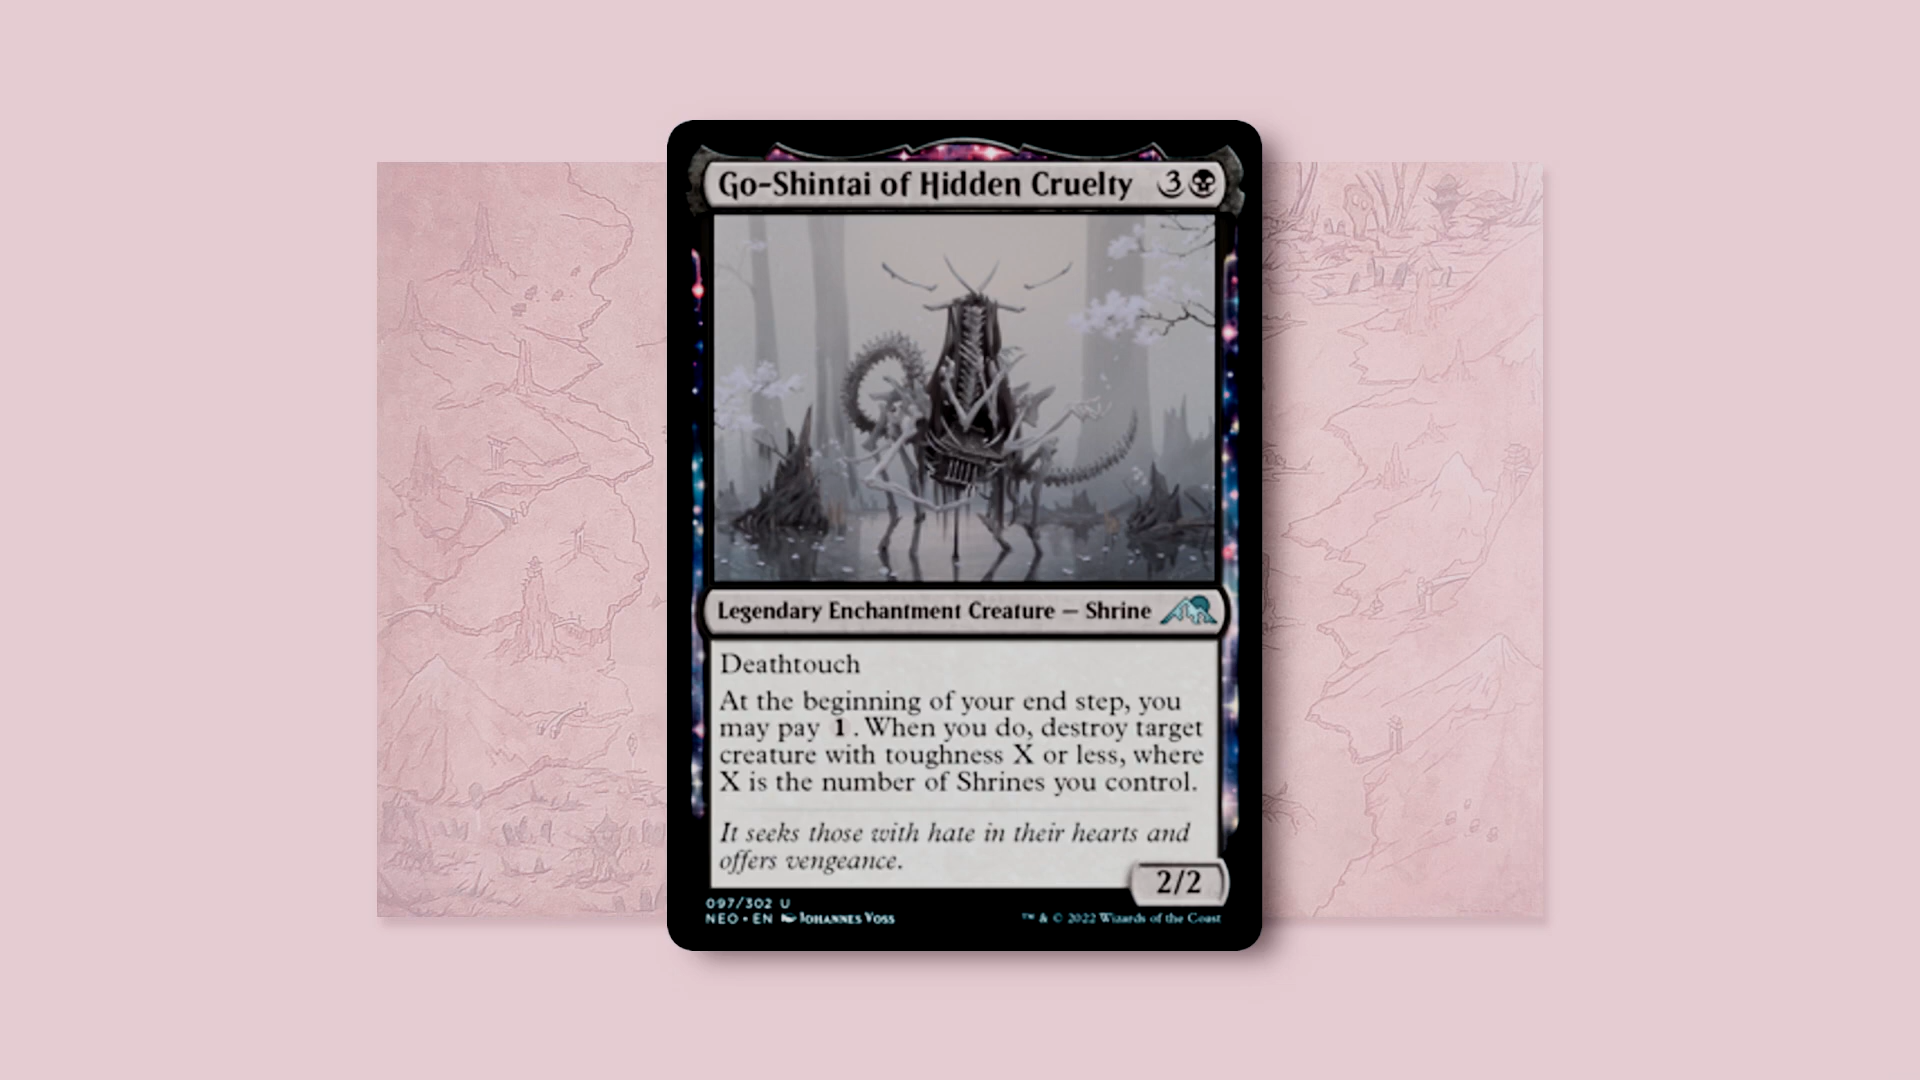 Go-Shintai of Hidden Cruelty 3
Legendary Enchantment Creature — Shrine
Deathtouch
At the beginning of your end step, you
may pay 1. When you do, destroy target
creature with toughness X or less, where
X is the number of Shrines you control.
It seeks those with hate in their hearts and
offers vengeance.
2/2
097/302 U
NEO • EN Johannes Voss
™ & © 2022 Wizards of the Coast